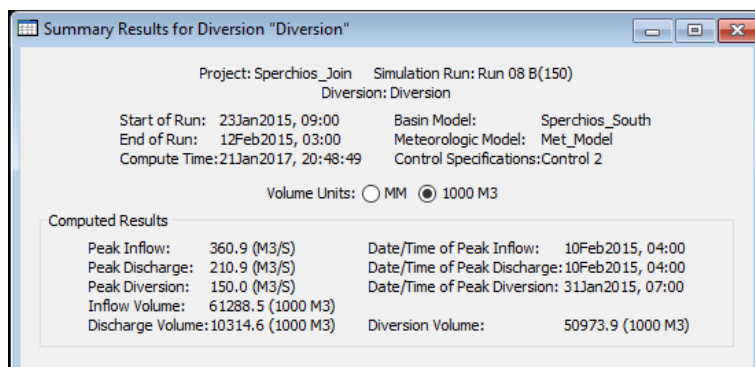 Summary Results for Diversion "Diversion"
Project: Sperchios_Join Simulation Run: Run 08 B(150)
Diversion: Diversion
Start of Run: 23Jan2015, 09:00 Basin Model: Sperchios_South
End of Run: 12Feb2015, 03:00 Meteorologic Model: Met_Model
Compute Time:21Jan2017, 20:48:49 Control Specifications:Control 2
Volume Units: MM 1000 M3
Computed Results
Peak Inflow: 360.9 (M3/S) Date/Time of Peak Inflow: 10Feb2015, 04:00
Peak Discharge: 210.9 (M3/S) Date/Time of Peak Discharge:10Feb2015, 04:00
Peak Diversion: 150.0 (M3/S) Date/Time of Peak Diversion: 31Jan2015, 07:00
Inflow Volume: 61288.5 (1000 M3)
Discharge Volume:10314.6 (1000 M3) Diversion Volume: 50973.9 (1000 M3)